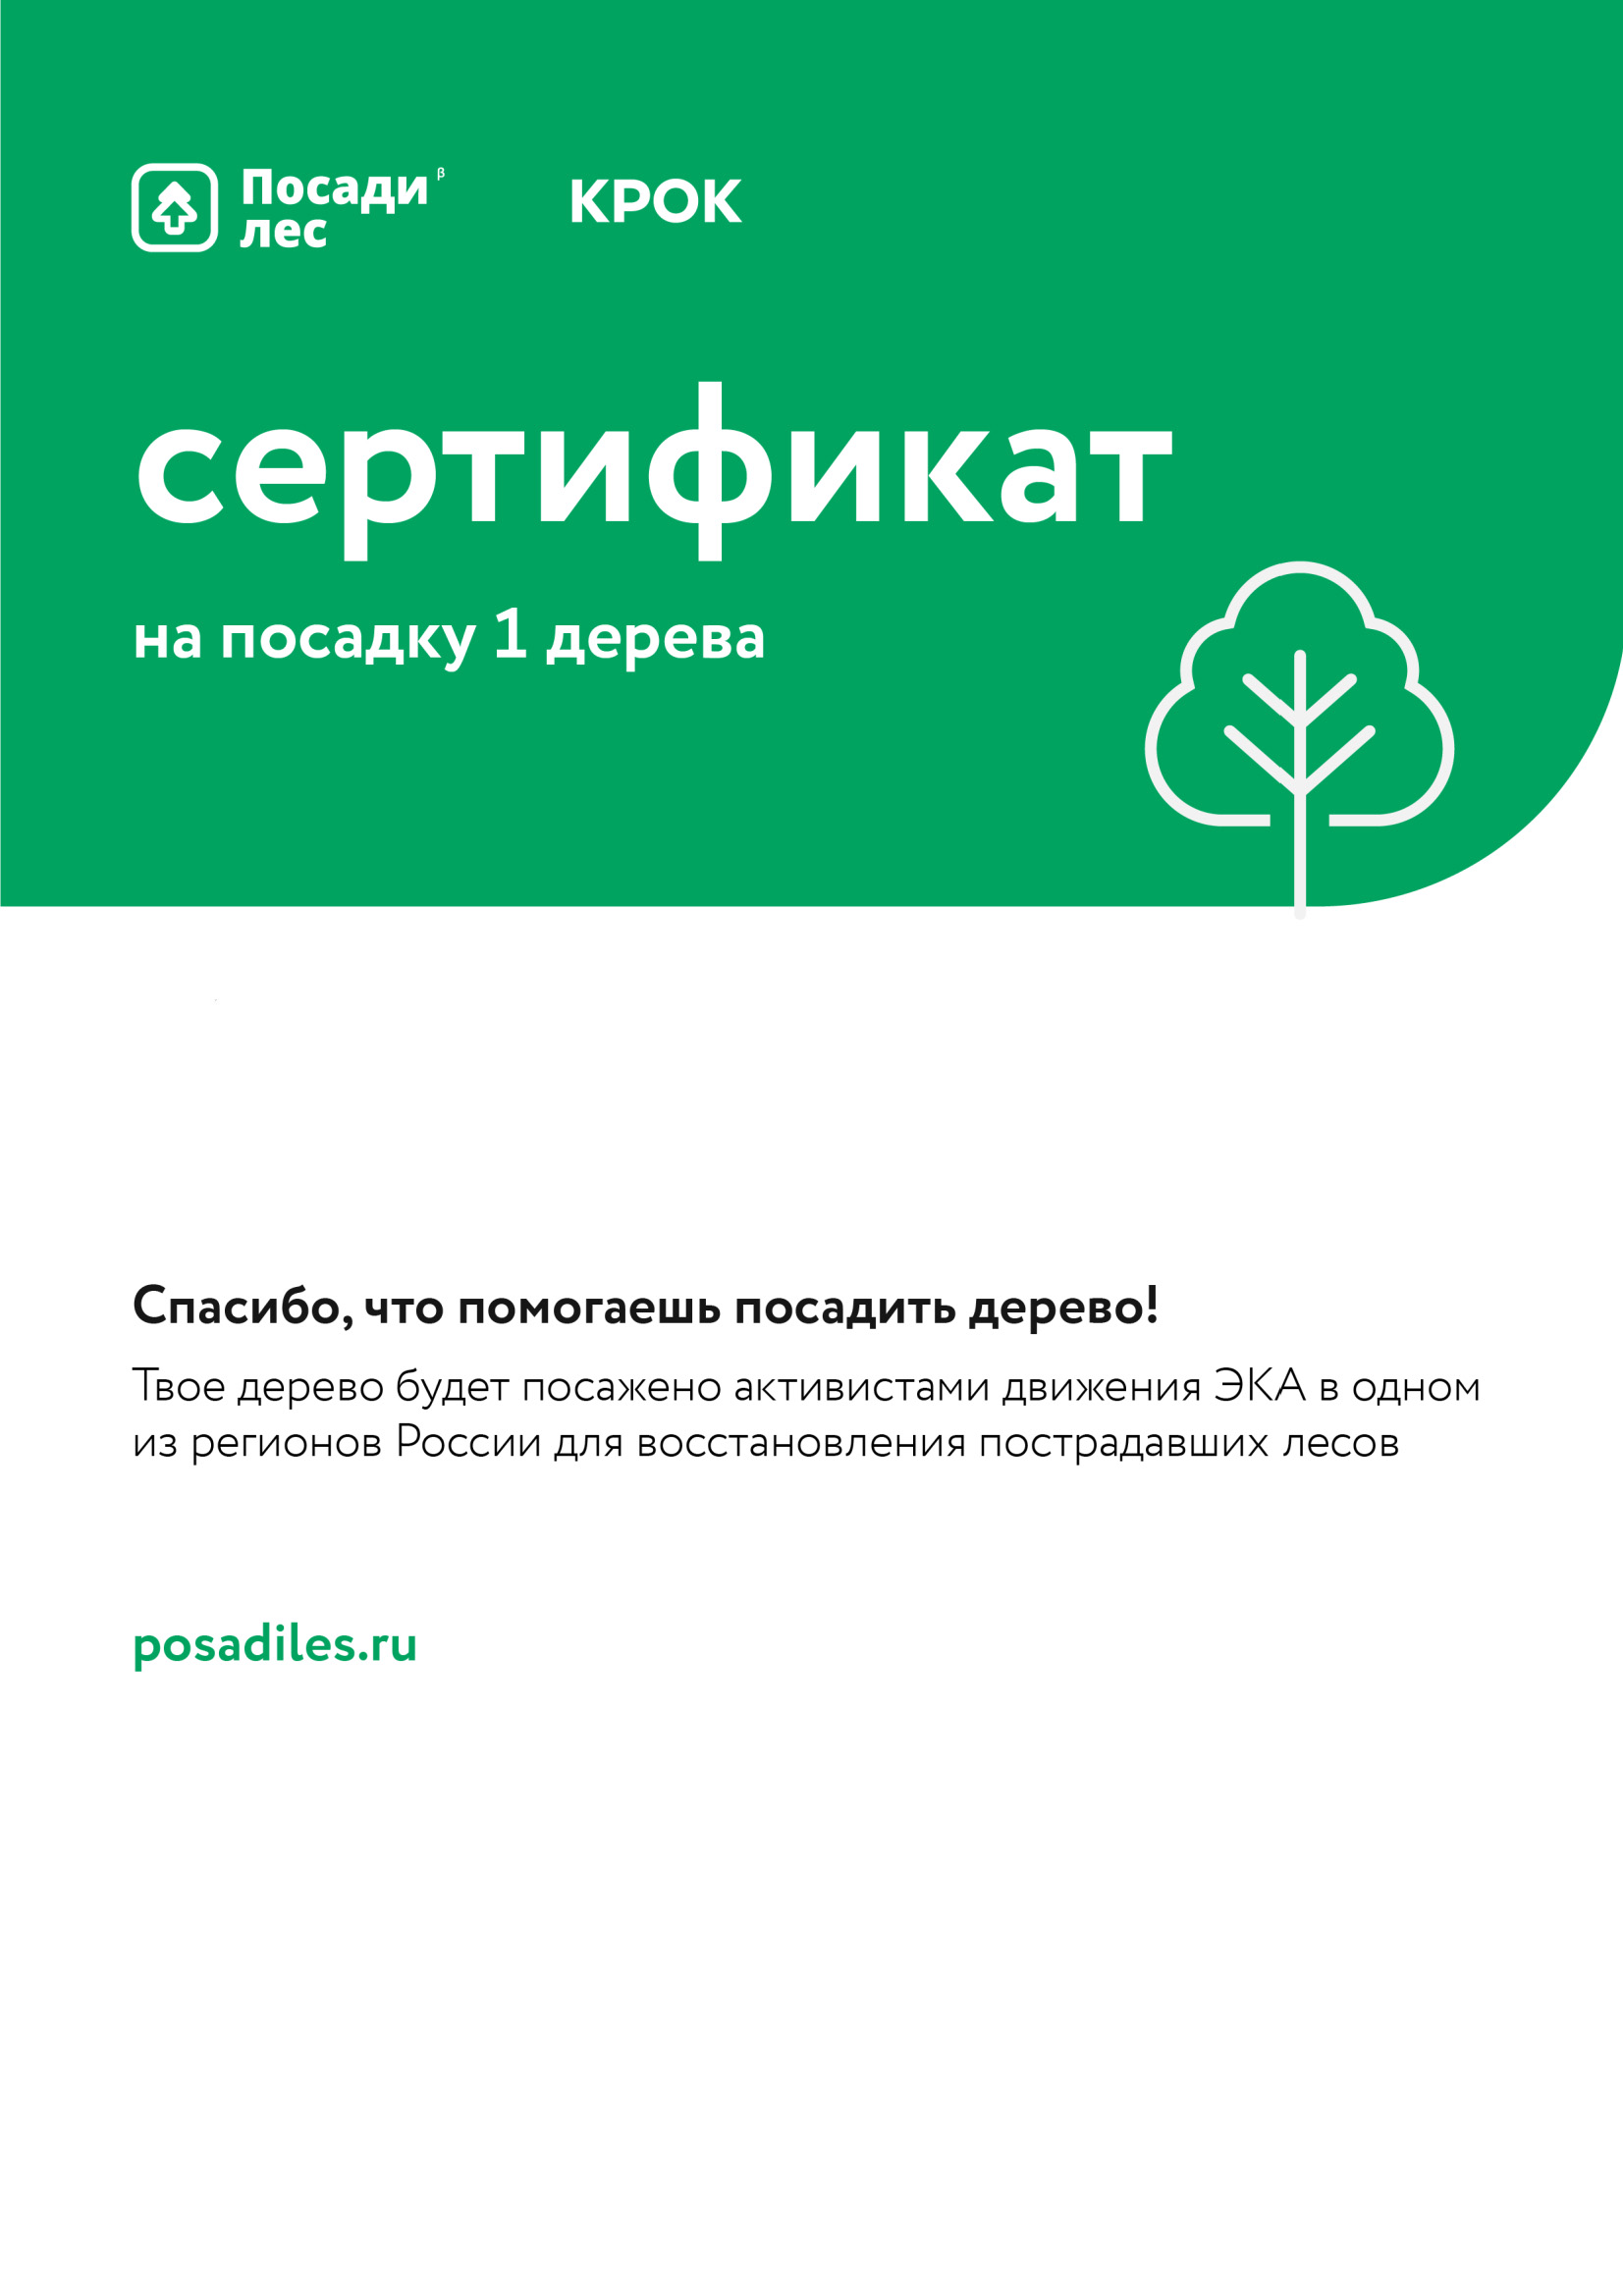 Посади β
лес
КРОК
сертификат
на посадку 1 дерева
Спасибо, что помогаешь посадить дерево!
Твое дерево будет посажено активистами движения ЭКА в одном
из регионов России для восстановления пострадавших лесов
posadiles.ru